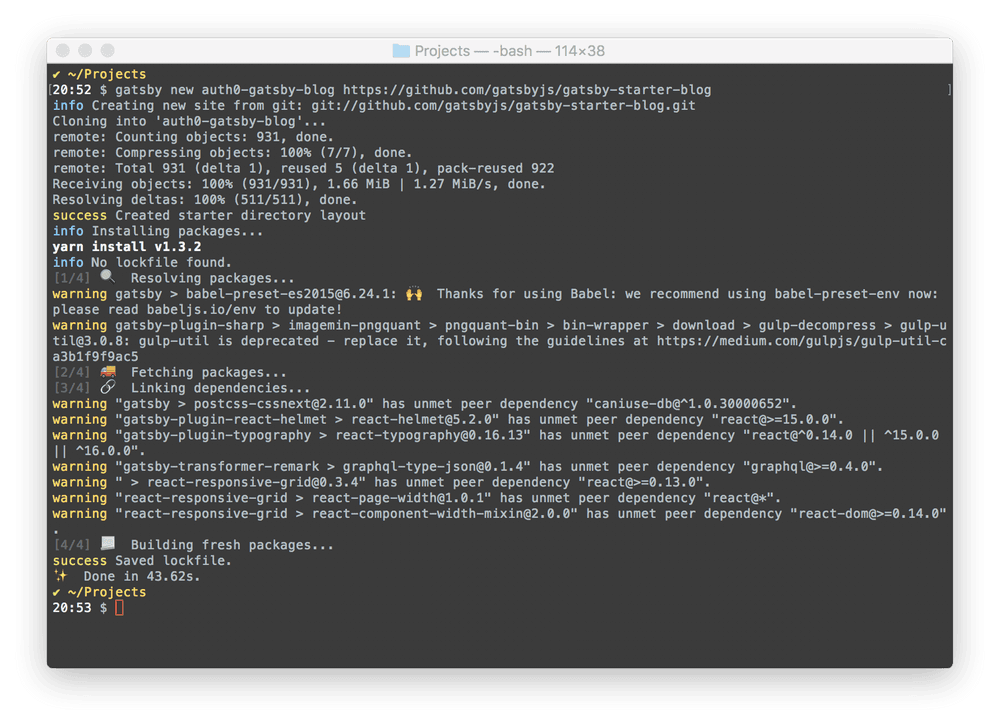 Projects — -bash — 114×38
✔ ~/Projects
[20:52 $ gatsby new auth0-gatsby-blog https://github.com/gatsbyjs/gatsby-starter-blog ]
info Creating new site from git: git://github.com/gatsbyjs/gatsby-starter-blog.git
Cloning into 'auth0-gatsby-blog'...
remote: Counting objects: 931, done.
remote: Compressing objects: 100% (7/7), done.
remote: Total 931 (delta 1), reused 5 (delta 1), pack-reused 922
Receiving objects: 100% (931/931), 1.66 MiB | 1.27 MiB/s, done.
Resolving deltas: 100% (511/511), done.
success Created starter directory layout
info Installing packages...
yarn install v1.3.2
info No lockfile found.
[1/4] 🔍 Resolving packages...
warning gatsby > babel-preset-es2015@6.24.1: 🙌 Thanks for using Babel: we recommend using babel-preset-env now:
please read babeljs.io/env to update!
warning gatsby-plugin-sharp > imagemin-pngquant > pngquant-bin > bin-wrapper > download > gulp-decompress > gulp-u
til@3.0.8: gulp-util is deprecated - replace it, following the guidelines at https://medium.com/gulpjs/gulp-util-c
a3b1f9f9ac5
[2/4] 🚚 Fetching packages...
[3/4] 🔗 Linking dependencies...
warning "gatsby > postcss-cssnext@2.11.0" has unmet peer dependency "caniuse-db@^1.0.30000652".
warning "gatsby-plugin-react-helmet > react-helmet@5.2.0" has unmet peer dependency "react@>=15.0.0".
warning "gatsby-plugin-typography > react-typography@0.16.13" has unmet peer dependency "react@^0.14.0 || ^15.0.0
|| ^16.0.0".
warning "gatsby-transformer-remark > graphql-type-json@0.1.4" has unmet peer dependency "graphql@>=0.4.0".
warning " > react-responsive-grid@0.3.4" has unmet peer dependency "react@>=0.13.0".
warning "react-responsive-grid > react-page-width@1.0.1" has unmet peer dependency "react@*".
warning "react-responsive-grid > react-component-width-mixin@2.0.0" has unmet peer dependency "react-dom@>=0.14.0"
.
[4/4] 📃 Building fresh packages...
success Saved lockfile.
✨ Done in 43.62s.
✔ ~/Projects
20:53 $